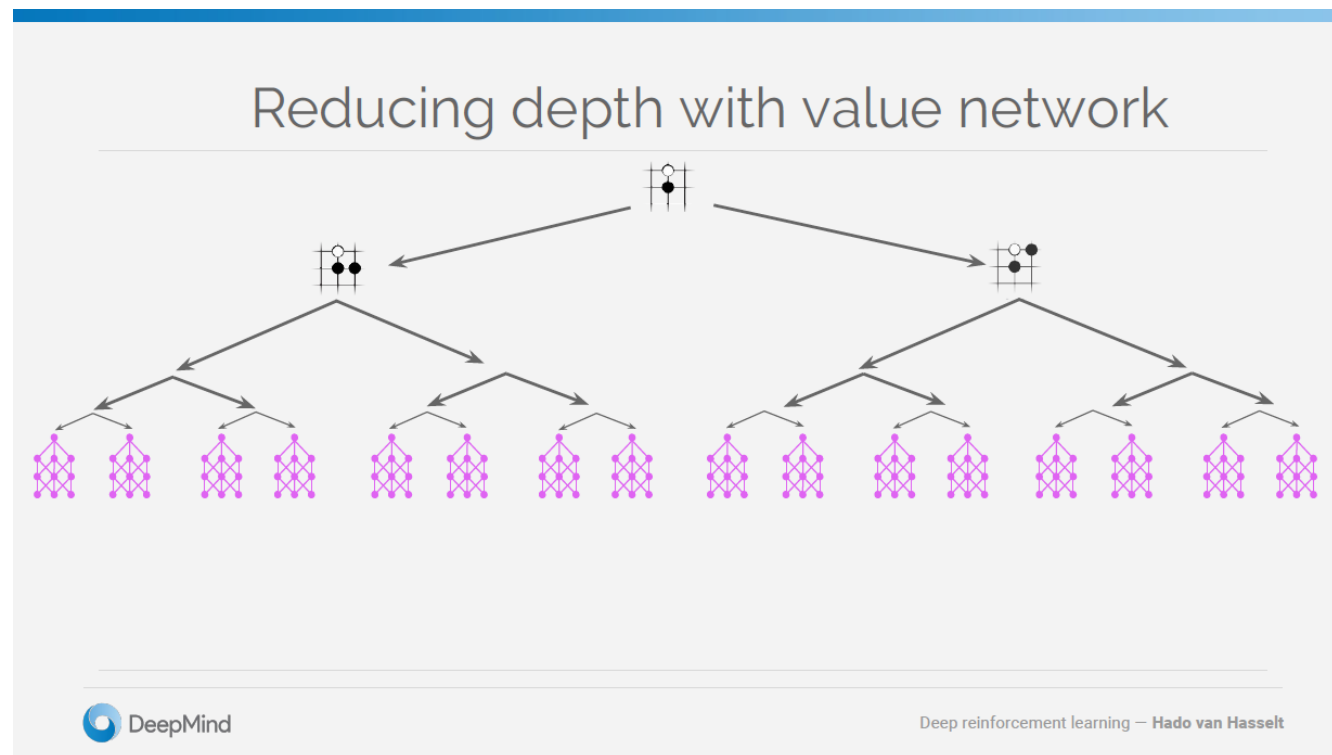 Reducing depth with value network
DeepMind
Deep reinforcement learning — Hado van Hasselt